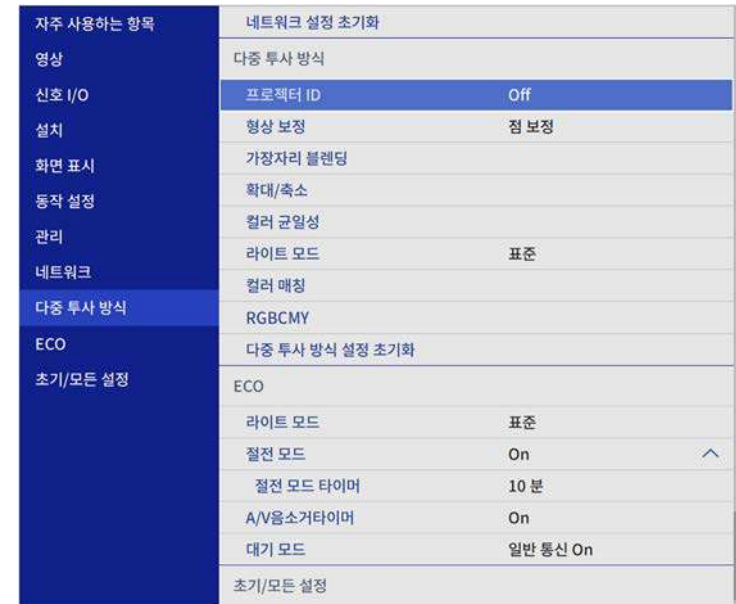 자주 사용하는 항목
영상
신호 I/O
설치
화면 표시
동작 설정
관리
네트워크
다중 투사 방식
ECO
초기/모든 설정
네트워크 설정 초기화
다중 투사 방식
프로젝터 ID Off
형상 보정 점 보정
가장자리 블렌딩
확대/축소
컬러 균일성
라이트 모드 표준
컬러 매칭
RGBCMY
다중 투사 방식 설정 초기화
ECO
라이트 모드 표준
절전 모드 On
절전 모드 타이머 10 분
A/V음소거타이머 On
대기 모드 일반 통신 On
초기/모든 설정